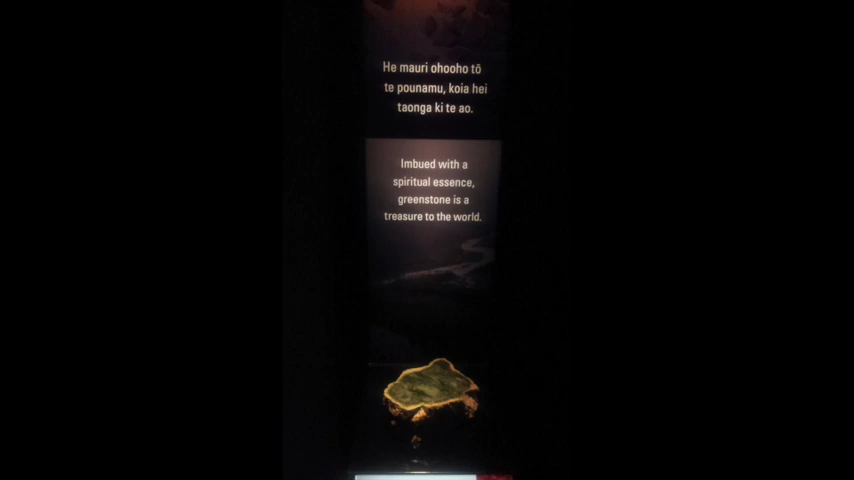 He mauri ohooho tō
te pounamu, koia hei
taonga ki te ao.
Imbued with a
spiritual essence,
greenstone is a
treasure to the world.